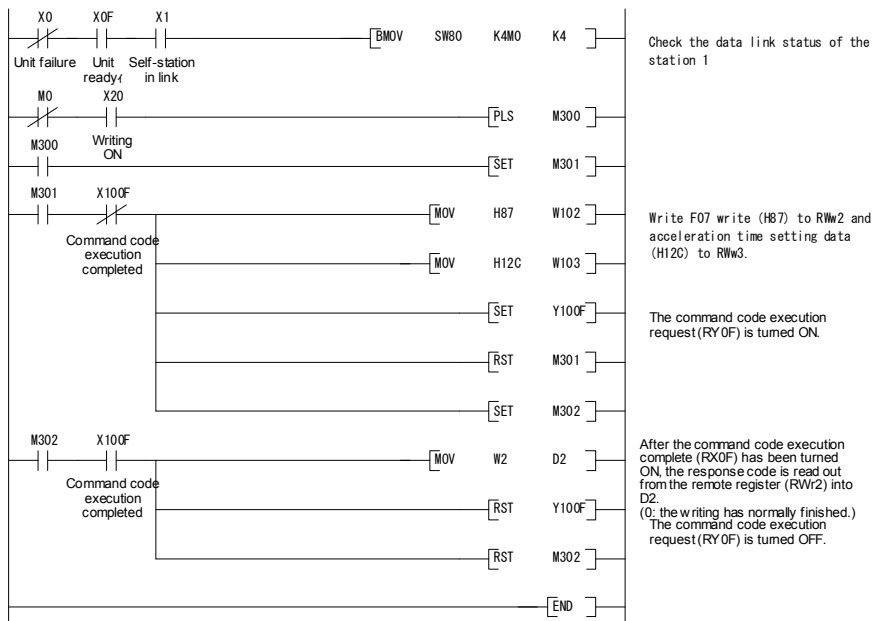 X0 X0F X1
BMOV SW80 K4M0 K4
Unit failure Unit Self-station
ready in link
Check the data link status of the
station 1
M0 X20
PLS M300
Writing
ON
M300
SET M301
M301 X100F
MOV H87 W102
Command code
execution
completed
Write F07 write (H87) to RWw2 and
acceleration time setting data
(H12C) to RWw3.
MOV H12C W103
SET Y100F
The command code execution
request(RY0F) is turned ON.
RST M301
SET M302
M302 X100F
MOV W2 D2
Command code
execution
completed
After the command code execution
complete (RX0F) has been turned
ON, the response code is read out
from the remote register (RWr2) into
D2.
(0: the writing has normally finished.)
RST Y100F
The command code execution
request(RY0F) is turned OFF.
RST M302
END